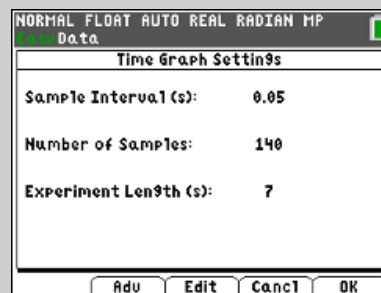 NORMAL FLOAT AUTO REAL RADIAN MP
EasyData
Time Graph Settings
Sample Interval (s): 0.05
Number of Samples: 140
Experiment Length (s): 7
Adv Edit Cancl OK